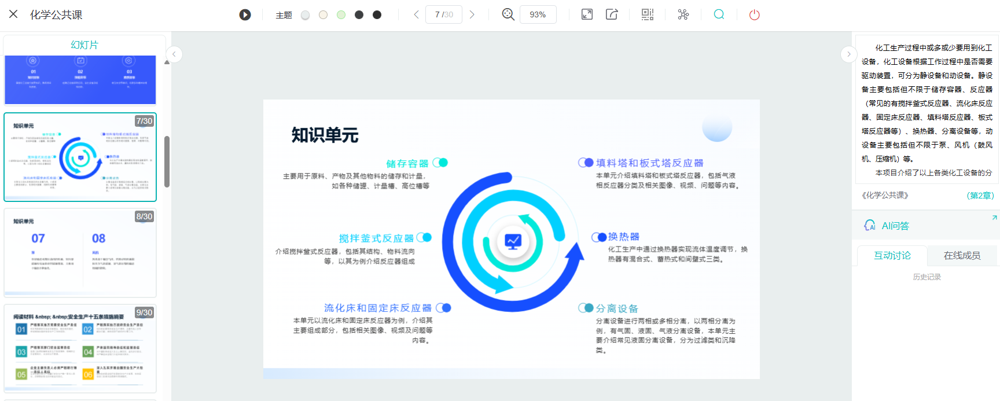 化学公共课
主题
7 /30
93%
幻灯片
01
02
03
7/30
知识单元
8/30
知识单元
07
08
泵
风机
9/30
阅读材料 &nbsp; &nbsp;安全生产十五条措施摘要
01
02
03
04
05
06
知识单元
储存容器
主要用于原料、产物及其他物料的储存和计量，
如各种储罐、计量槽、高位槽等
搅拌釜式反应器
介绍搅拌釜式反应器，包括其结构、物料流向
等，以其为例介绍反应器组成
流化床和固定床反应器
本单元以流化床和固定床反应器为例，介绍其
主要组成部分，包括相关图像、视频及问题等
内容。
填料塔和板式塔反应器
本单元介绍填料塔和板式塔反应器，包括气液
相反应器分类及相关图像、视频、问题等内容。
换热器
化工生产中通过换热器实现流体温度调节，换
热器有混合式、蓄热式和间壁式三类。
分离设备
分离设备进行两相或多相分离，以两相分离为
例，有气固、液固、气液分离设备，本单元主
要介绍常见液固分离设备，分为过滤类和沉降
类。
化工生产过程中或多或少要用到化工
设备，化工设备根据工作过程中是否需要
驱动装置，可分为静设备和动设备。静设
备主要包括但不限于储存容器、反应器
（常见的有搅拌釜式反应器、流化床反应
器、固定床反应器、填料塔反应器、板式
塔反应器等）、换热器、分离设备等，动
设备主要包括但不限于泵、风机（鼓风
机、压缩机）等。
本项目介绍了以上各类化工设备的分
《化学公共课》
(第2章)
AI问答
互动讨论
在线成员
历史记录